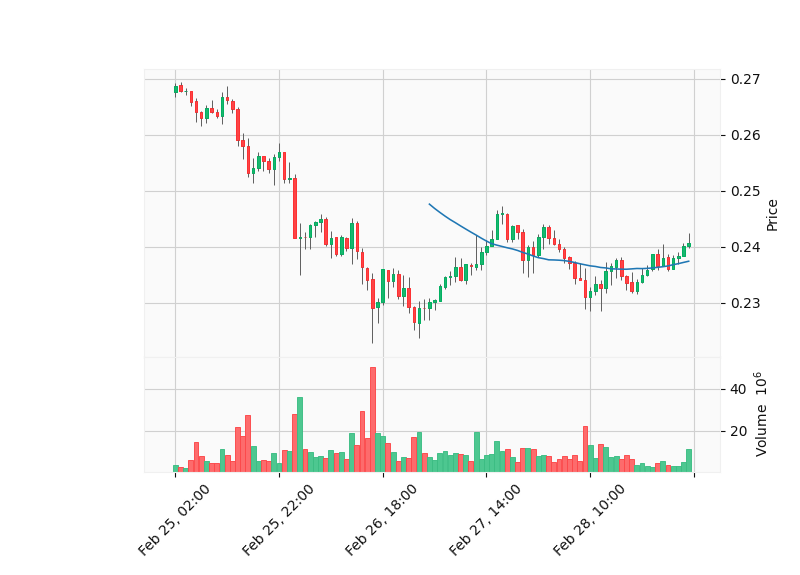 0.27
0.26
0.25
0.24
0.23
Price
40
20
Volume 10^6
Feb 25, 02:00
Feb 25, 22:00
Feb 26, 18:00
Feb 27, 14:00
Feb 28, 10:00